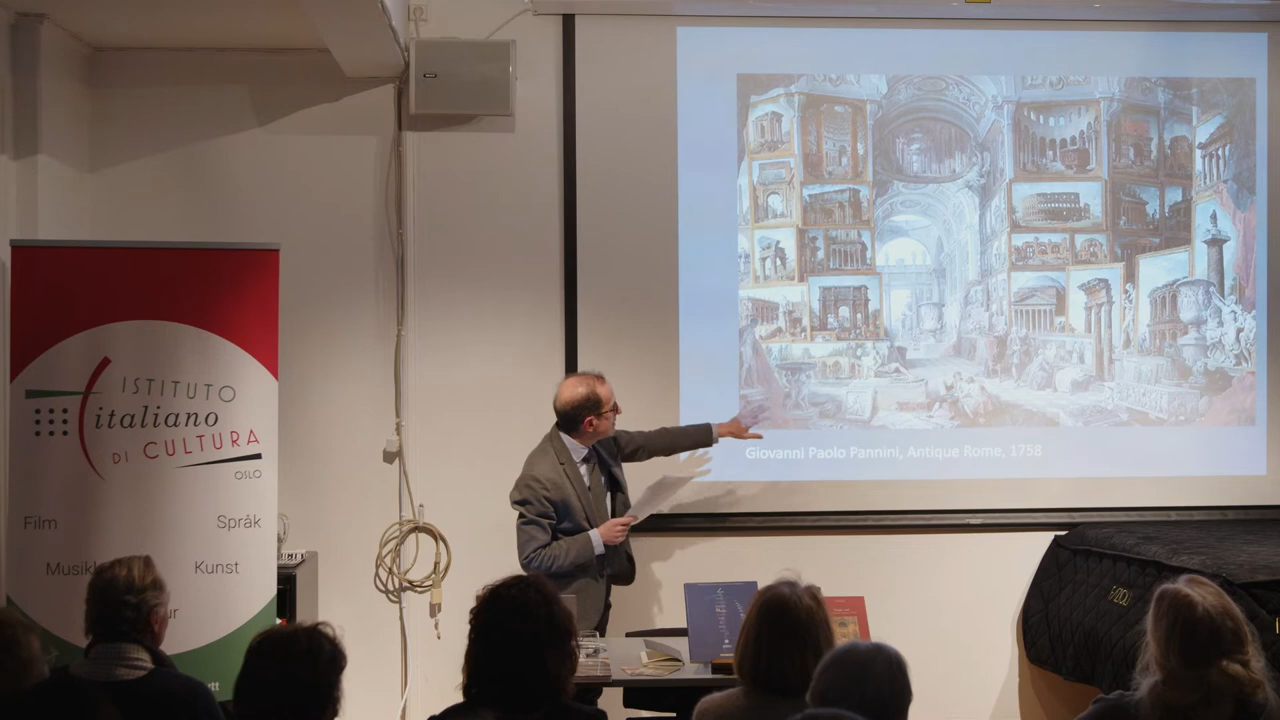 ISTITUTO
italiano
DI CULTURA
OSLO
Film
Språk
Kunst
Giovanni Paolo Pannini, Antique Rome, 1758